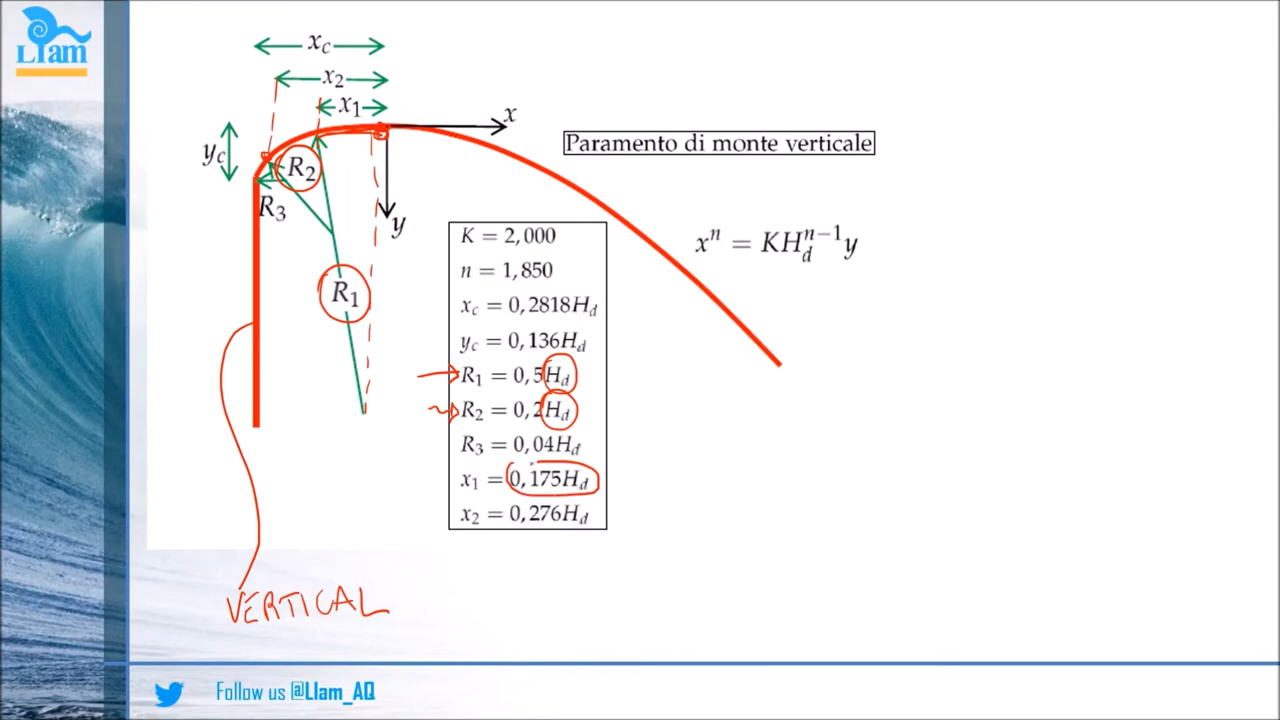 LIam
x_c
x_2
x_1
x
y_c
R_2
R_3
y
R_1
Paramento di monte verticale
K = 2,000
n = 1,850
x_c = 0,2818H_d
y_c = 0,136H_d
R_1 = 0,5H_d
R_2 = 0,2H_d
R_3 = 0,04H_d
x_1 = 0,175H_d
x_2 = 0,276H_d
x^n = KH_d^{n-1}y
VERTICAL
Follow us @LIam_AQ